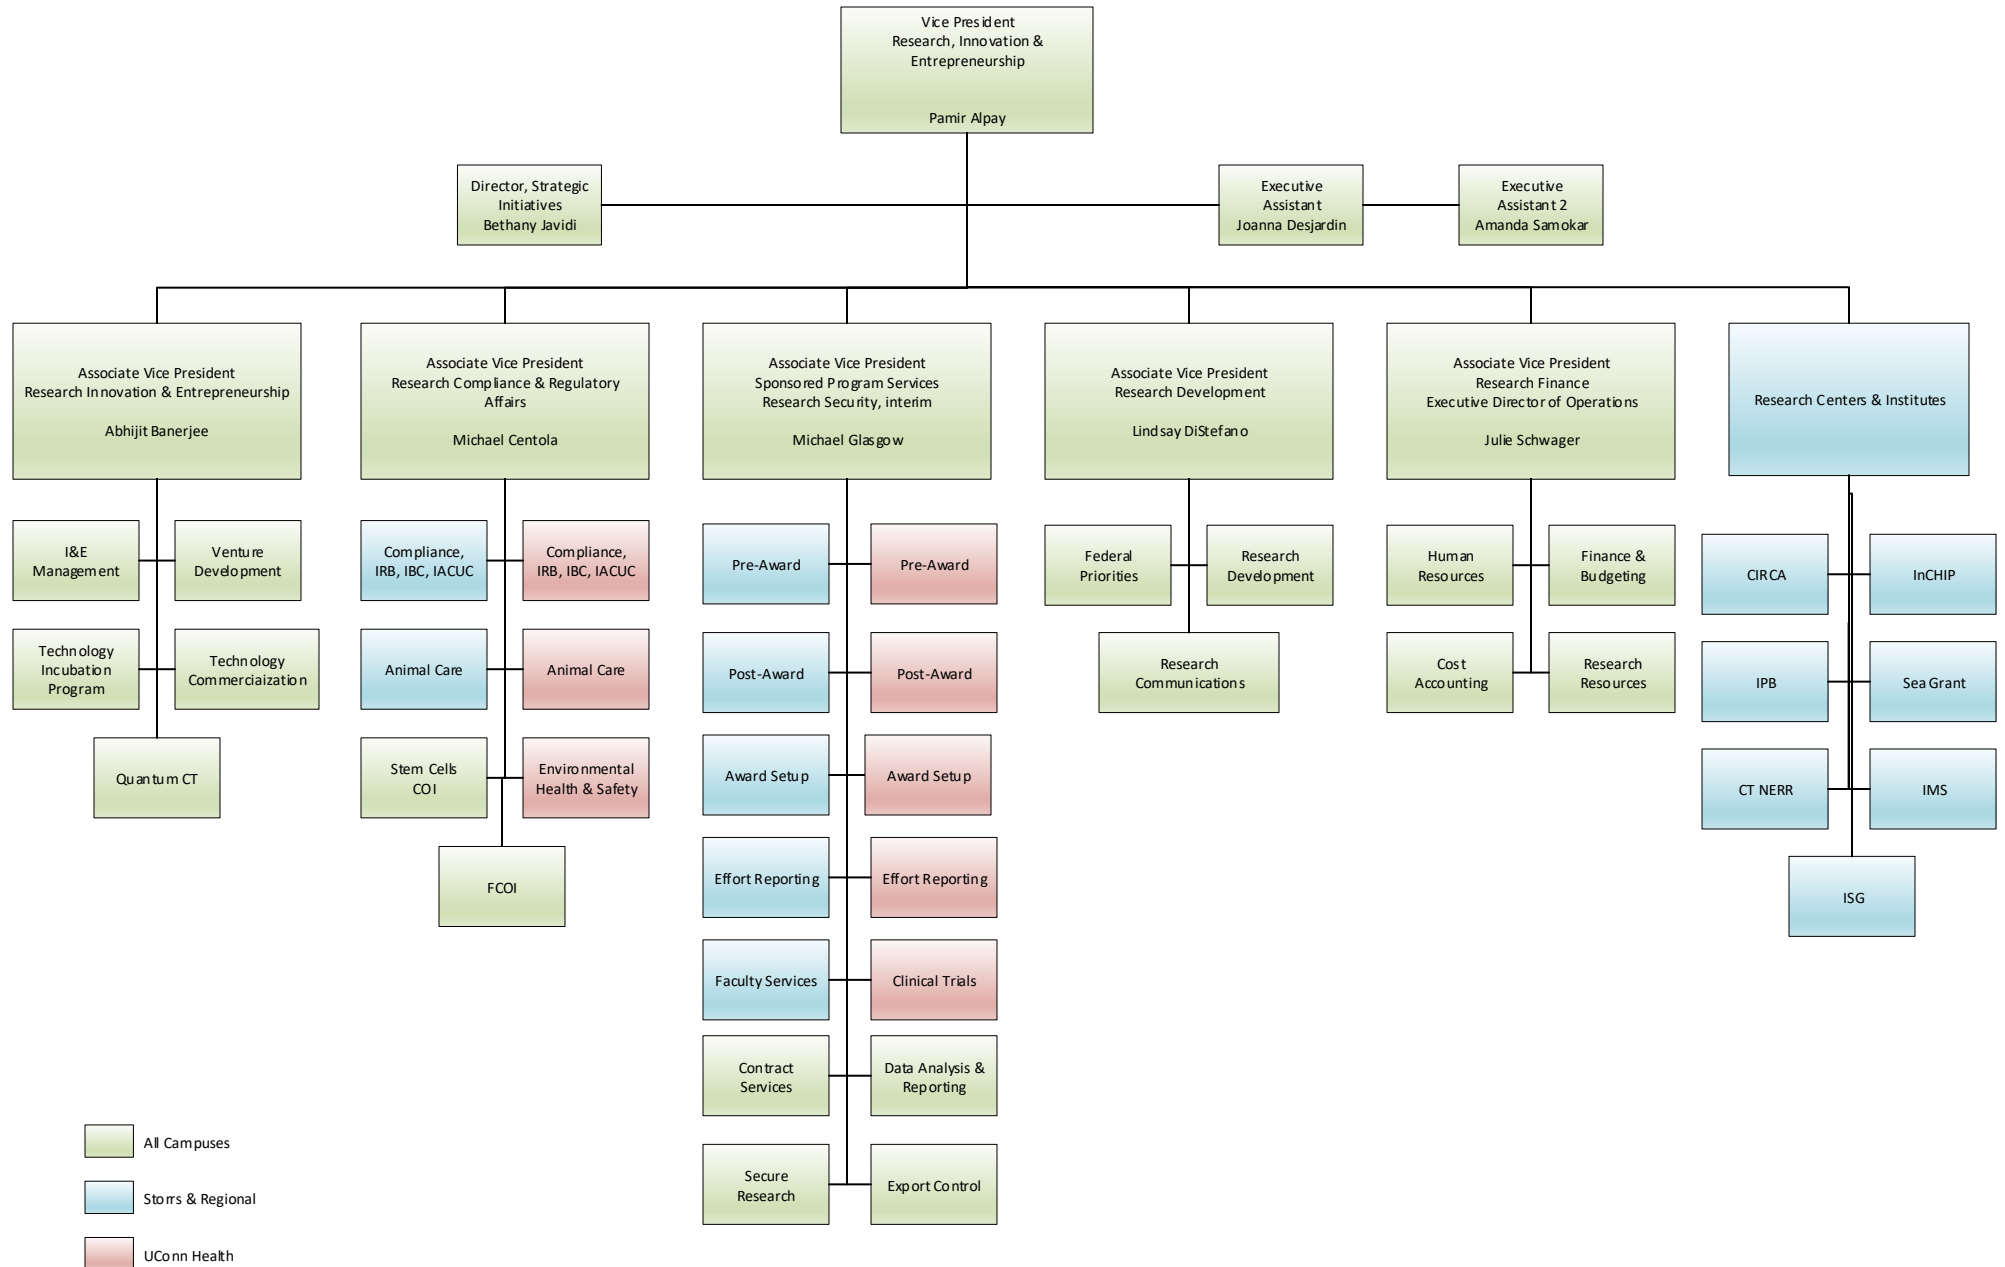 Vice President
Research, Innovation &
Entrepreneurship
Pamir Alpay
Director, Strategic
Initiatives
Bethany Javidi
Executive
Assistant
Joanna Desjardin
Executive
Assistant 2
Amanda Samokar
Associate Vice President
Research Innovation & Entrepreneurship
Abhijit Banerjee
Associate Vice President
Research Compliance & Regulatory
Affairs
Michael Centola
Associate Vice President
Sponsored Program Services
Research Security, interim
Michael Glasgow
Associate Vice President
Research Development
Lindsay DiStefano
Associate Vice President
Research Finance
Executive Director of Operations
Julie Schwager
Research Centers & Institutes
I&E
Management
Venture
Development
Technology
Incubation
Program
Technology
Commerciaization
Quantum CT
Compliance,
IRB, IBC, IACUC
Compliance,
IRB, IBC, IACUC
Animal Care
Animal Care
Stem Cells
COI
Environmental
Health & Safety
FCOI
Pre-Award
Pre-Award
Post-Award
Post-Award
Award Setup
Award Setup
Effort Reporting
Effort Reporting
Faculty Services
Clinical Trials
Contract
Services
Data Analysis &
Reporting
Secure
Research
Export Control
Federal
Priorities
Research
Development
Research
Communications
Human
Resources
Finance &
Budgeting
Cost
Accounting
Research
Resources
CIRCA
InCHIP
IPB
Sea Grant
CT NERR
IMS
ISG
All Campuses
Storrs & Regional
UConn Health